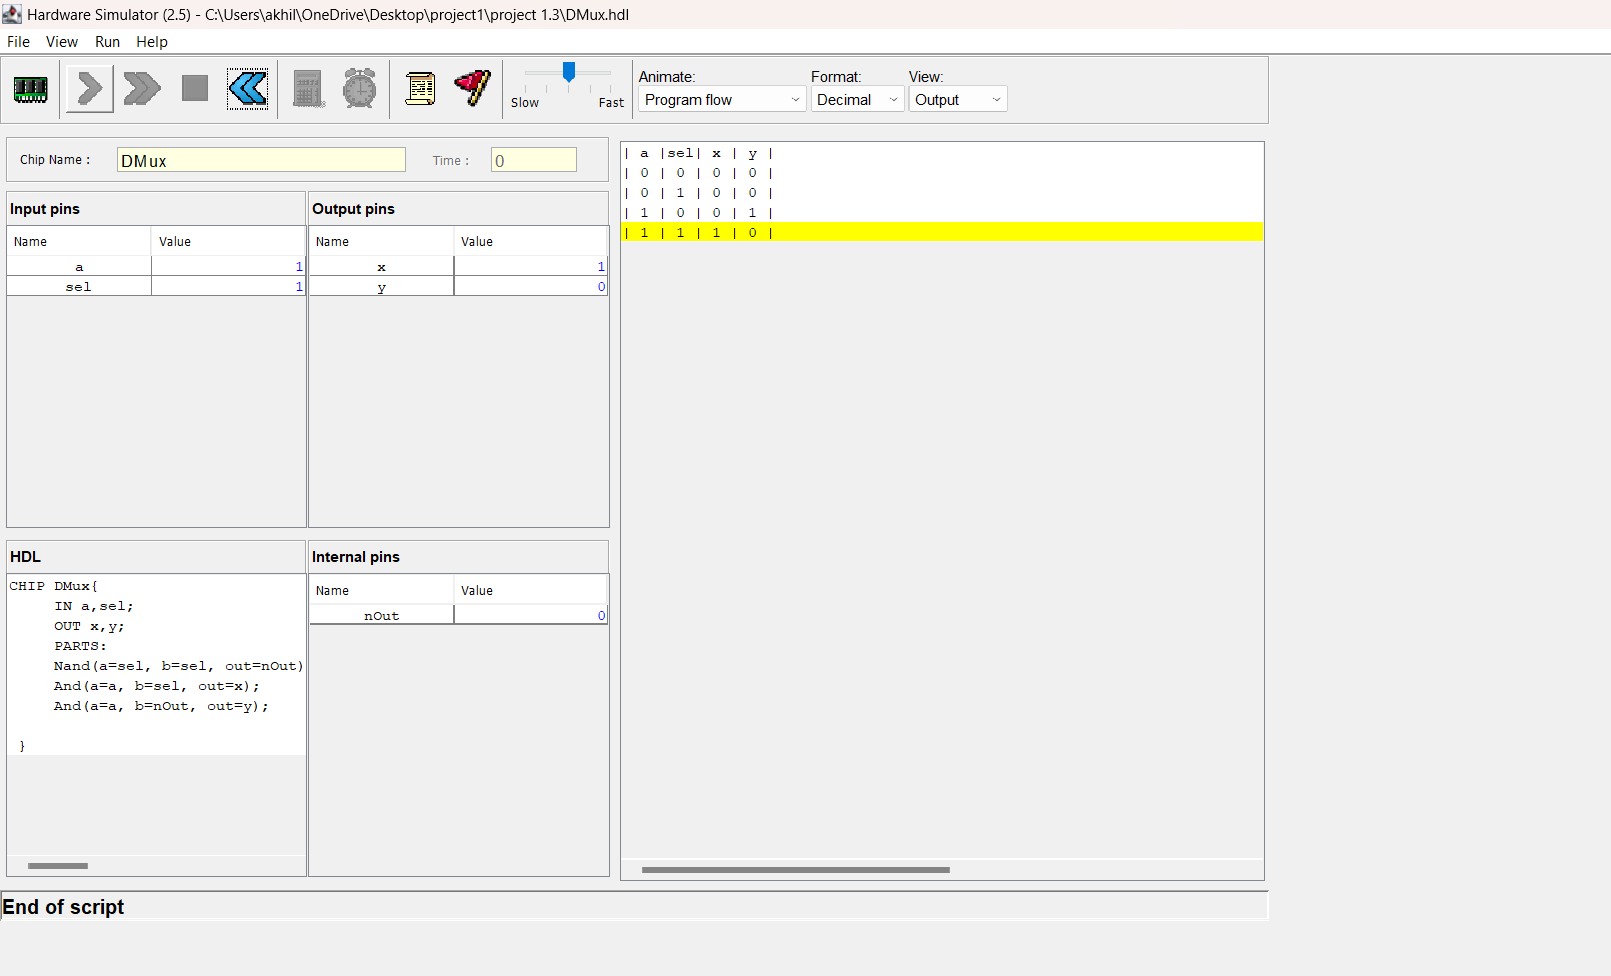 Hardware Simulator (2.5) - C:\Users\akhil\OneDrive\Desktop\project1\project 1.3\DMux.hdl
File View Run Help
Slow Fast
Animate: Format: View:
Program flow Decimal Output
Chip Name : DMux Time : 0
Input pins
Name Value
a 1
sel 1
Output pins
Name Value
x 1
y 0
HDL
CHIP DMux{
IN a,sel;
OUT x,y;
PARTS:
Nand(a=sel, b=sel, out=nOut)
And(a=a, b=sel, out=x);
And(a=a, b=nOut, out=y);
}
Internal pins
Name Value
nOut 0
| a |sel| x | y |
| 0 | 0 | 0 | 0 |
| 0 | 1 | 0 | 0 |
| 1 | 0 | 0 | 1 |
| 1 | 1 | 1 | 0 |
End of script